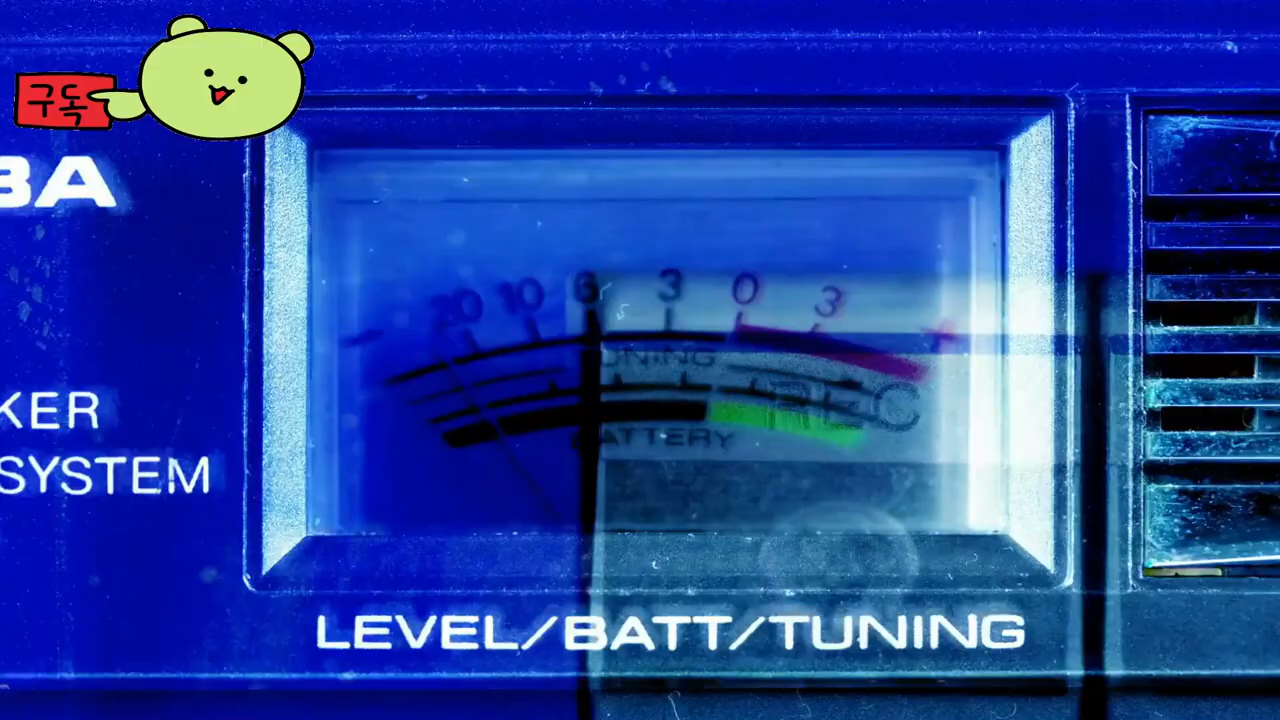 구독
BA
20 10 6 3 0 3 +
TUNING
REC
BATTERY
KER
SYSTEM
LEVEL/BATT/TUNING